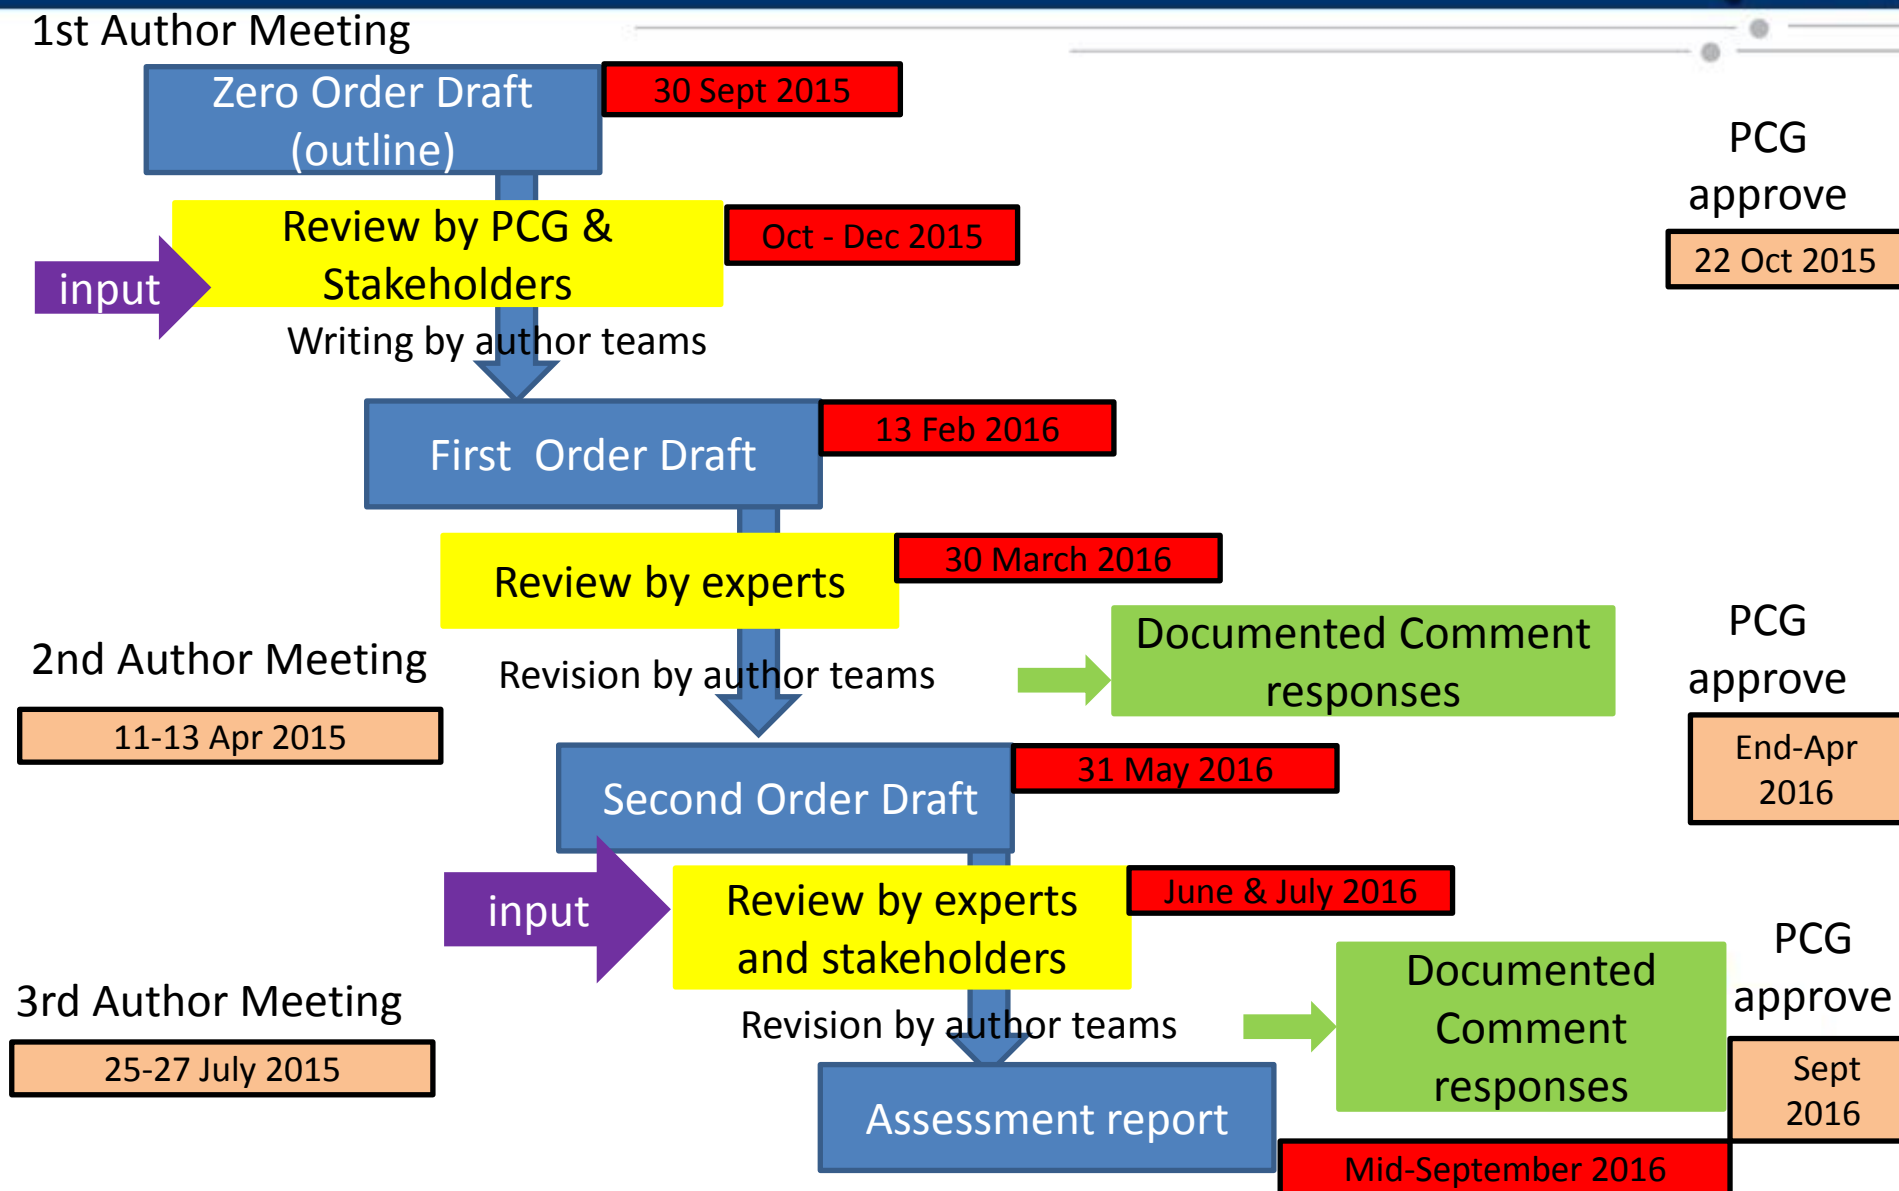 1st Author Meeting
Zero Order Draft
(outline)
30 Sept 2015
PCG
approve
22 Oct 2015
Review by PCG &
Stakeholders
Oct - Dec 2015
input
Writing by author teams
First  Order Draft
13 Feb 2016
Review by experts
30 March 2016
2nd Author Meeting
11-13 Apr 2015
Revision by author teams
Documented Comment
responses
PCG
approve
End-Apr
2016
Second Order Draft
31 May 2016
input
Review by experts
and stakeholders
June & July 2016
3rd Author Meeting
25-27 July 2015
Revision by author teams
Documented
Comment
responses
PCG
approve
Sept
2016
Assessment report
Mid-September 2016